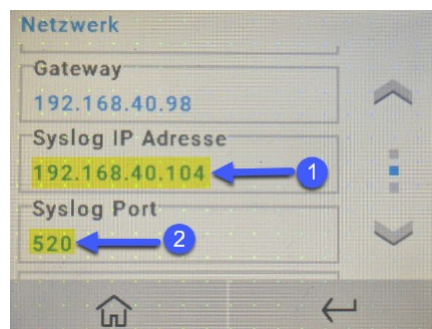 Netzwerk
Gateway
192.168.40.98
Syslog IP Adresse
192.168.40.104
1
Syslog Port
520
2